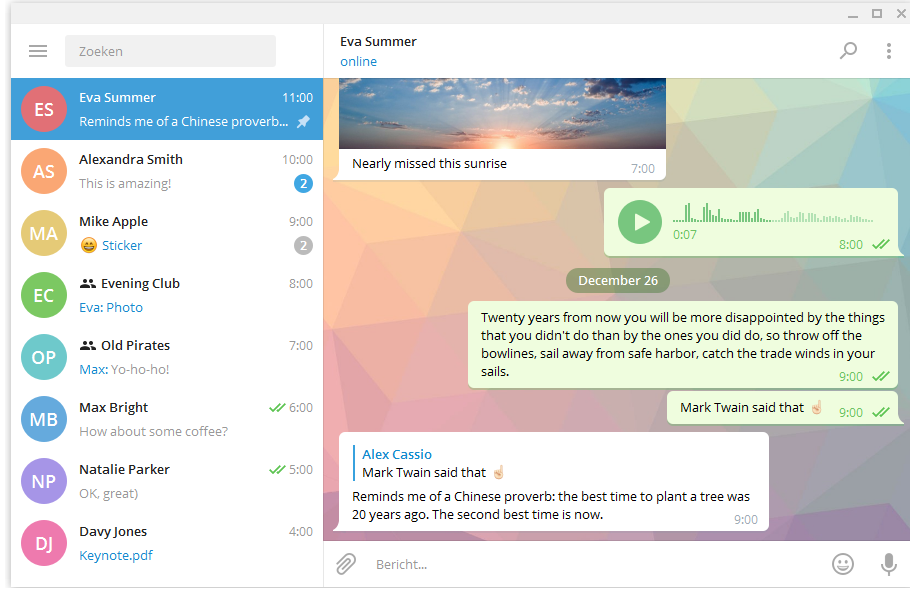 Zoeken
ES
Eva Summer 11:00
Reminds me of a Chinese proverb...
AS
Alexandra Smith 10:00
This is amazing! 2
MA
Mike Apple 9:00
😄 Sticker 2
EC
Evening Club 8:00
Eva: Photo
OP
Old Pirates 7:00
Max: Yo-ho-ho!
MB
Max Bright 6:00
How about some coffee?
NP
Natalie Parker 5:00
OK, great)
DJ
Davy Jones 4:00
Keynote.pdf
Eva Summer
online
Nearly missed this sunrise
7:00
0:07
8:00
December 26
Twenty years from now you will be more disappointed by the things
that you didn't do than by the ones you did do, so throw off the
bowlines, sail away from safe harbor, catch the trade winds in your
sails.
9:00
Mark Twain said that ☝🏻 9:00
Alex Cassio
Mark Twain said that ☝🏻
Reminds me of a Chinese proverb: the best time to plant a tree was
20 years ago. The second best time is now.
9:00
Bericht...